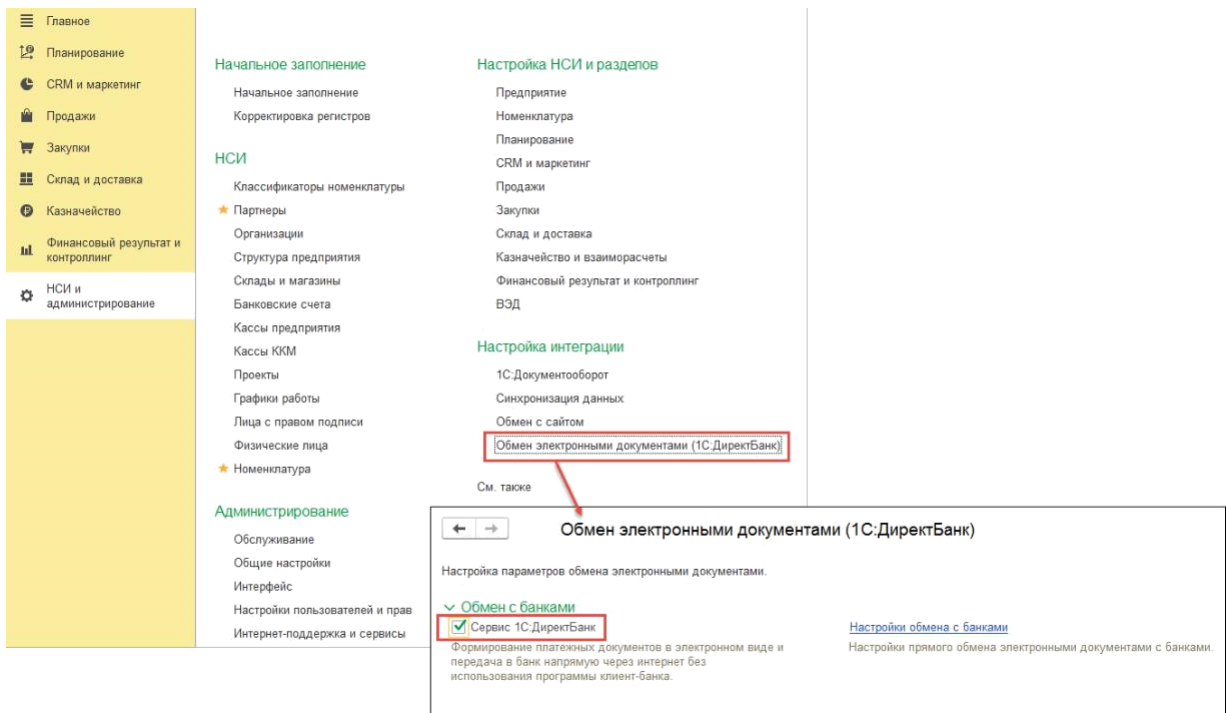 Главное
Планирование
CRM и маркетинг
Продажи
Закупки
Склад и доставка
Казначейство
Финансовый результат и
контроллинг
НСИ и
администрирование
Начальное заполнение
Начальное заполнение
Корректировка регистров
НСИ
Классификаторы номенклатуры
Партнеры
Организации
Структура предприятия
Склады и магазины
Банковские счета
Кассы предприятия
Кассы ККМ
Проекты
Графики работы
Лица с правом подписи
Физические лица
Номенклатура
Администрирование
Обслуживание
Общие настройки
Интерфейс
Настройки пользователей и прав
Интернет-поддержка и сервисы
Настройка НСИ и разделов
Предприятие
Номенклатура
Планирование
CRM и маркетинг
Продажи
Закупки
Склад и доставка
Казначейство и взаиморасчеты
Финансовый результат и контроллинг
ВЭД
Настройка интеграции
1С:Документооборот
Синхронизация данных
Обмен с сайтом
Обмен электронными документами (1С:ДиректБанк)
См. также
Обмен электронными документами (1С:ДиректБанк)
Настройка параметров обмена электронными документами.
Обмен с банками
Сервис 1С:ДиректБанк
Формирование платежных документов в электронном виде и
передача в банк напрямую через интернет без
использования программы клиент-банка.
Настройки обмена с банками
Настройки прямого обмена электронными документами с банками.